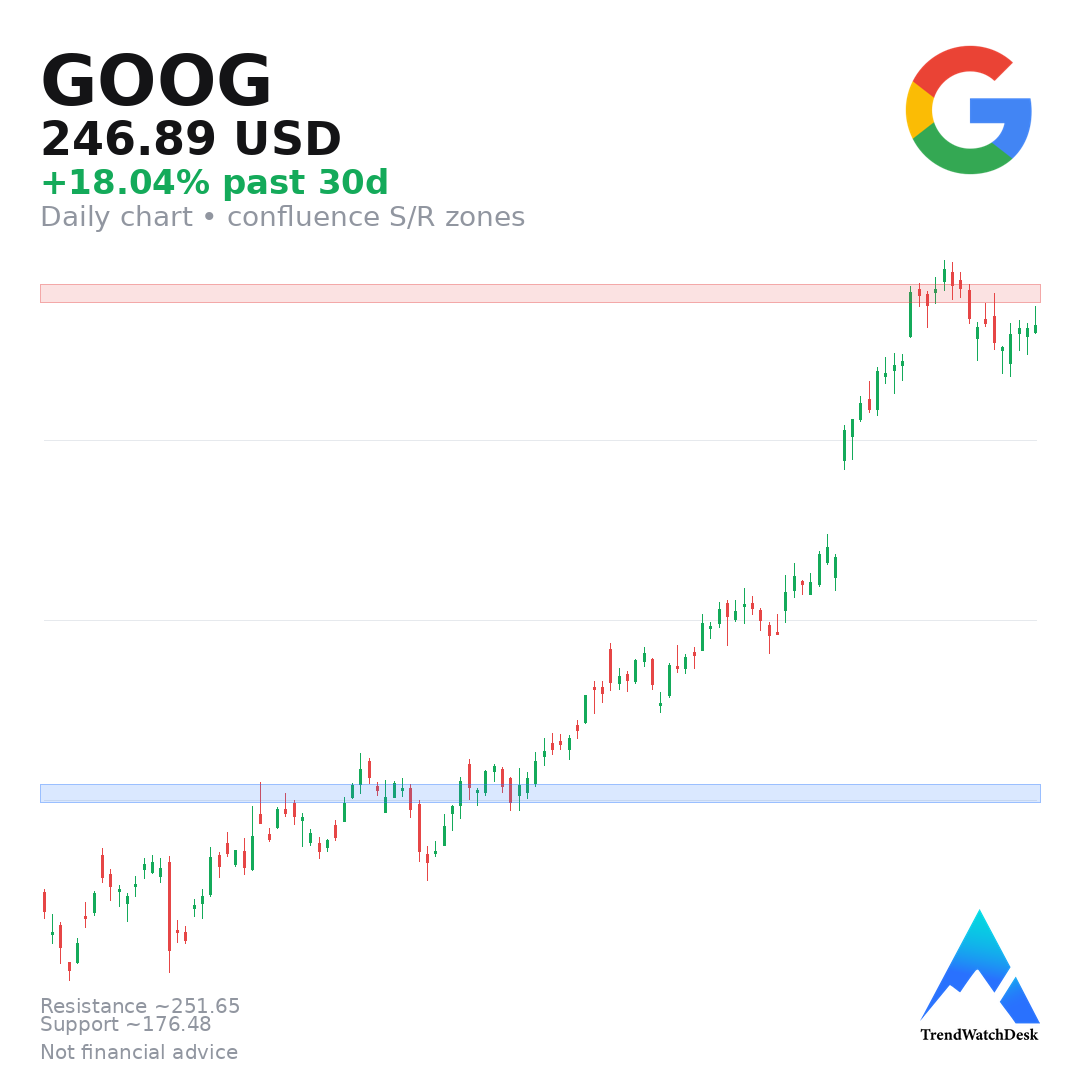 GOOG
246.89 USD
+18.04% past 30d
Daily chart • confluence S/R zones
Resistance ~251.65
Support ~176.48
Not financial advice
TrendWatchDesk